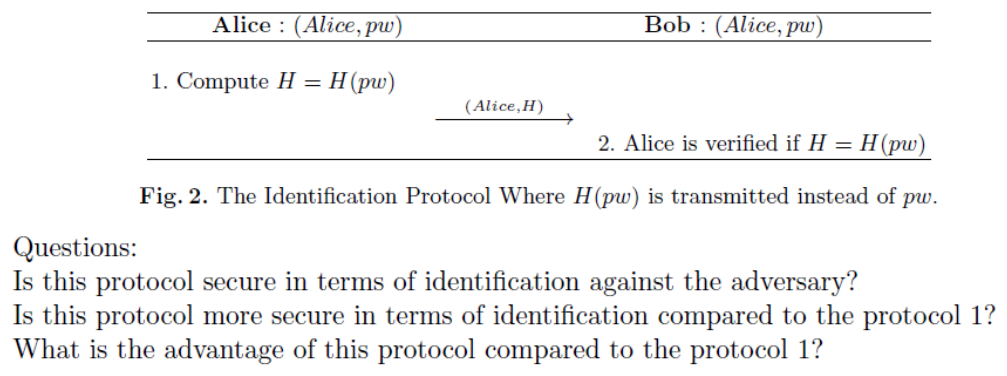 Alice : (Alice, pw) Bob : (Alice, pw)
1. Compute H = H(pw)
(Alice,H)
2. Alice is verified if H = H(pw)
Fig. 2. The Identification Protocol Where H(pw) is transmitted instead of pw.
Questions:
Is this protocol secure in terms of identification against the adversary?
Is this protocol more secure in terms of identification compared to the protocol 1?
What is the advantage of this protocol compared to the protocol 1?